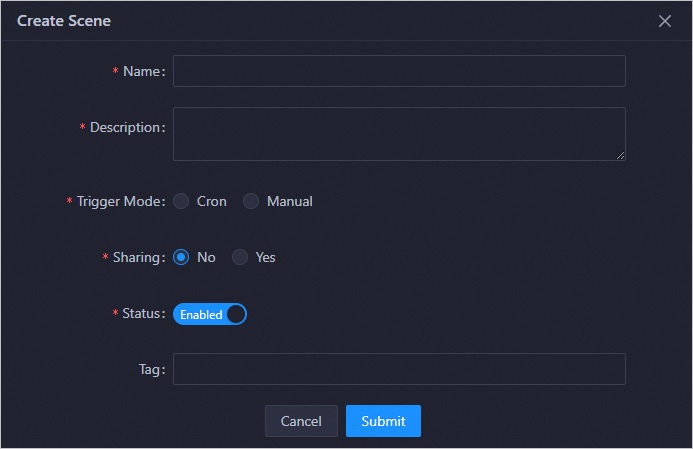 Create Scene
* Name:
* Description:
* Trigger Mode: Cron Manual
* Sharing: No Yes
* Status: Enabled
Tag:
Cancel Submit